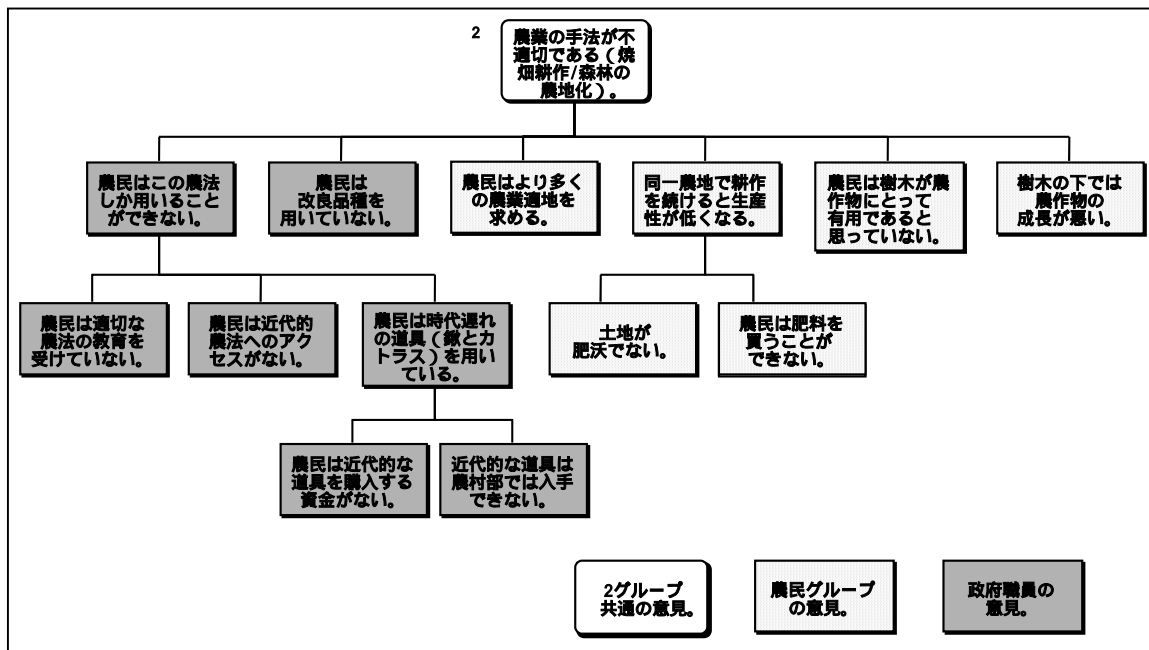 2
農業の手法が不
適切である（焼
畑耕作/森林の
農地化）。
農民はこの農法
しか用いること
ができない。
農民は
改良品種を
用いていない。
農民はより多く
の農業適地を
求める。
同一農地で耕作
を続けると生産
性が低くなる。
農民は樹木が農
作物にとって
有用であると
思っていない。
樹木の下では
農作物の
成長が悪い。
農民は適切な
農法の教育を
受けていない。
農民は近代的
農法へのアク
セスがない。
農民は時代遅れ
の道具（鍬とカ
トラス）を用い
ている。
土地が
肥沃でない。
農民は肥料を
買うことが
できない。
農民は近代的な
道具を購入する
資金がない。
近代的な道具は
農村部では入手
できない。
2グループ
共通の意見。
農民グループ
の意見。
政府職員の
意見。